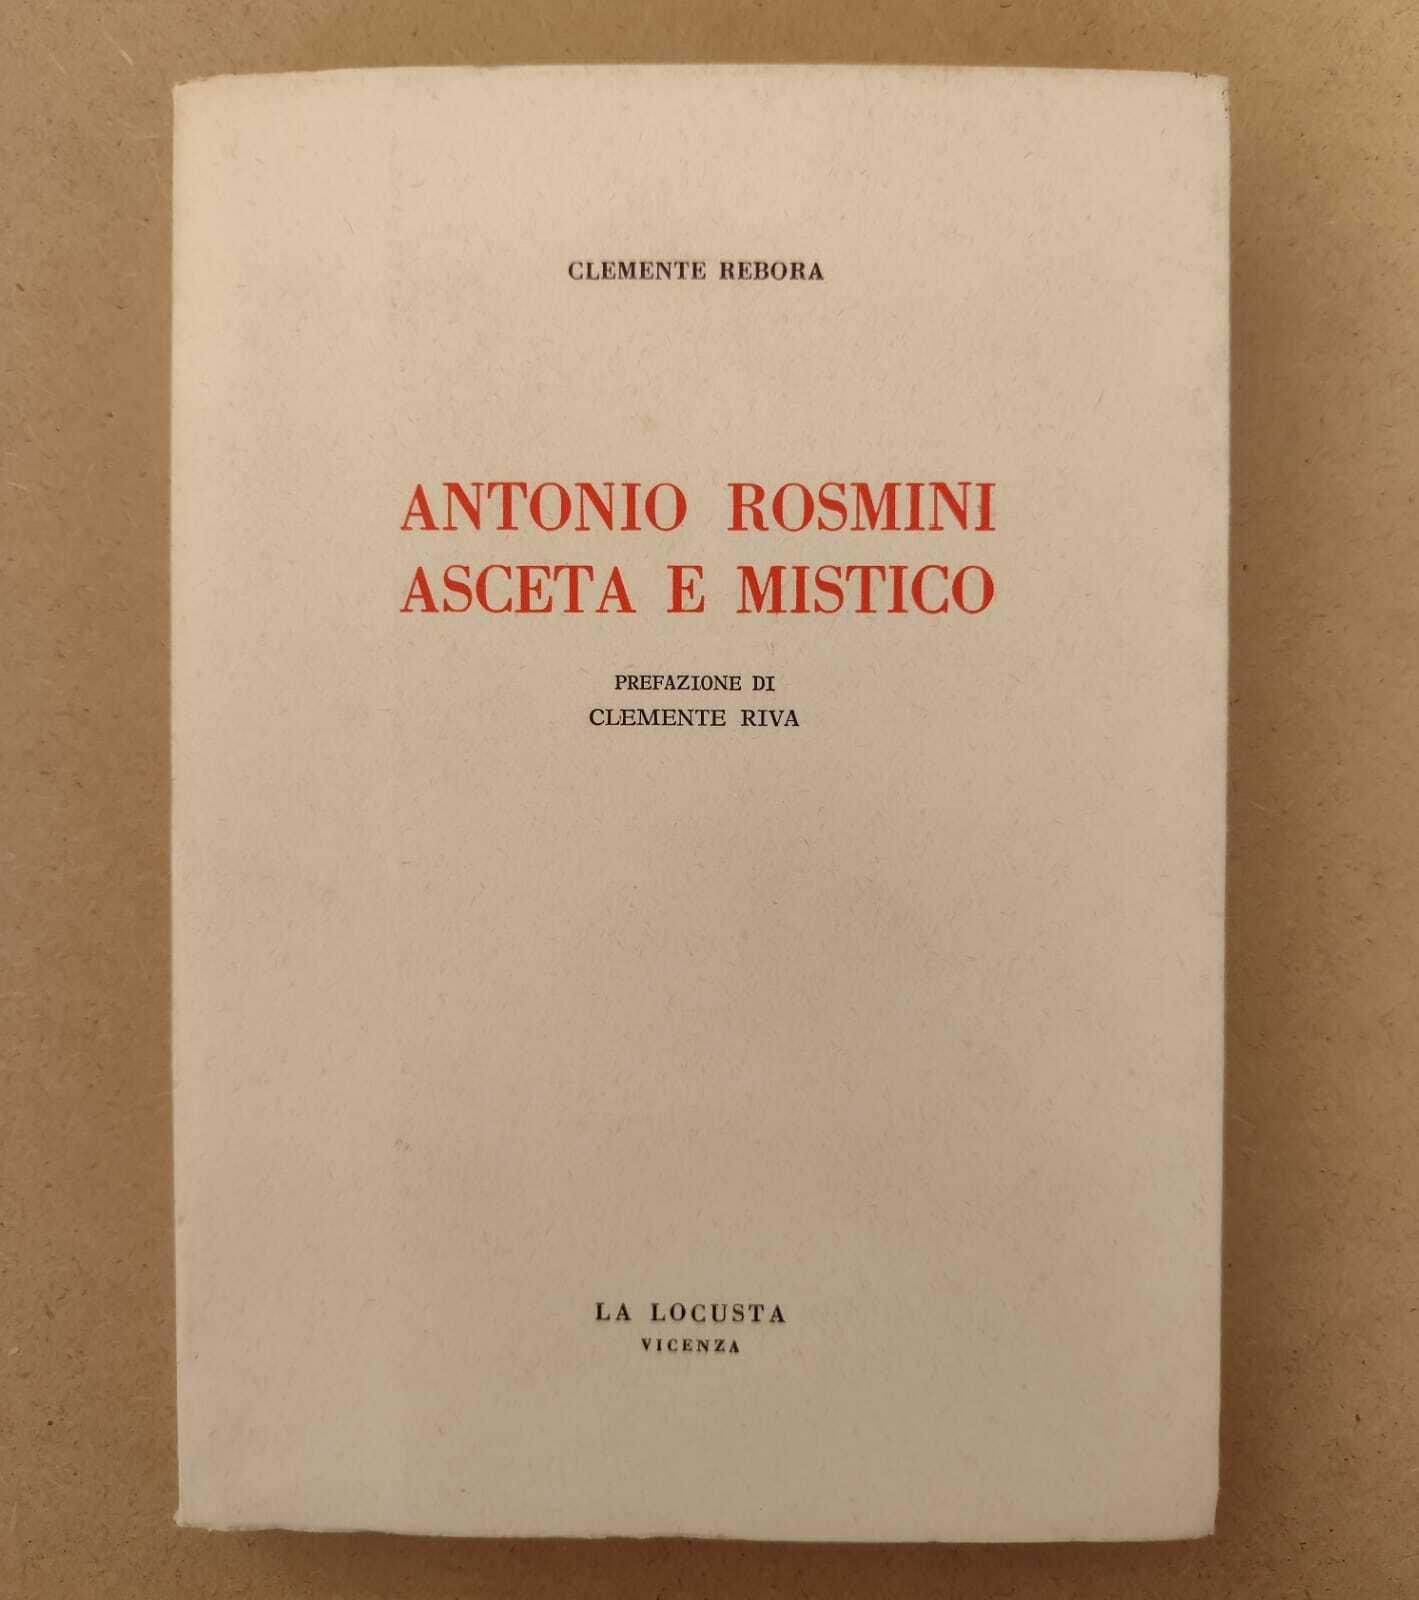 CLEMENTE REBORA
ANTONIO ROSMINI
ASCETA E MISTICO
PREFAZIONE DI
CLEMENTE RIVA
LA LOCUSTA
VICENZA